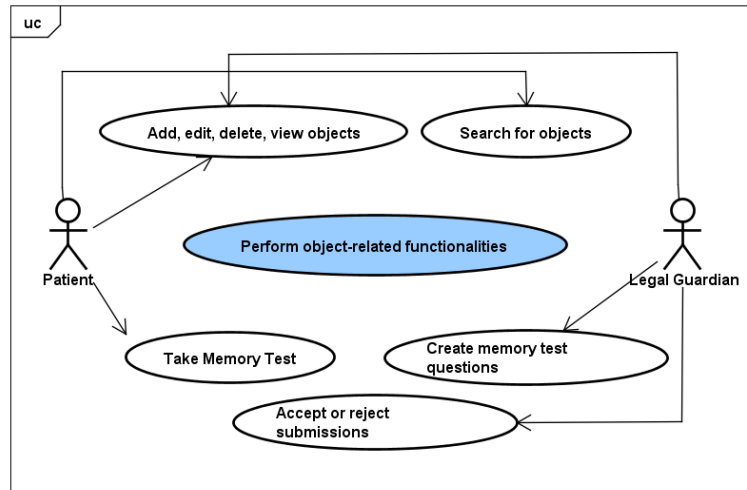 uc
Add, edit, delete, view objects
Search for objects
Perform object-related functionalities
Patient
Legal Guardian
Take Memory Test
Create memory test
questions
Accept or reject
submissions